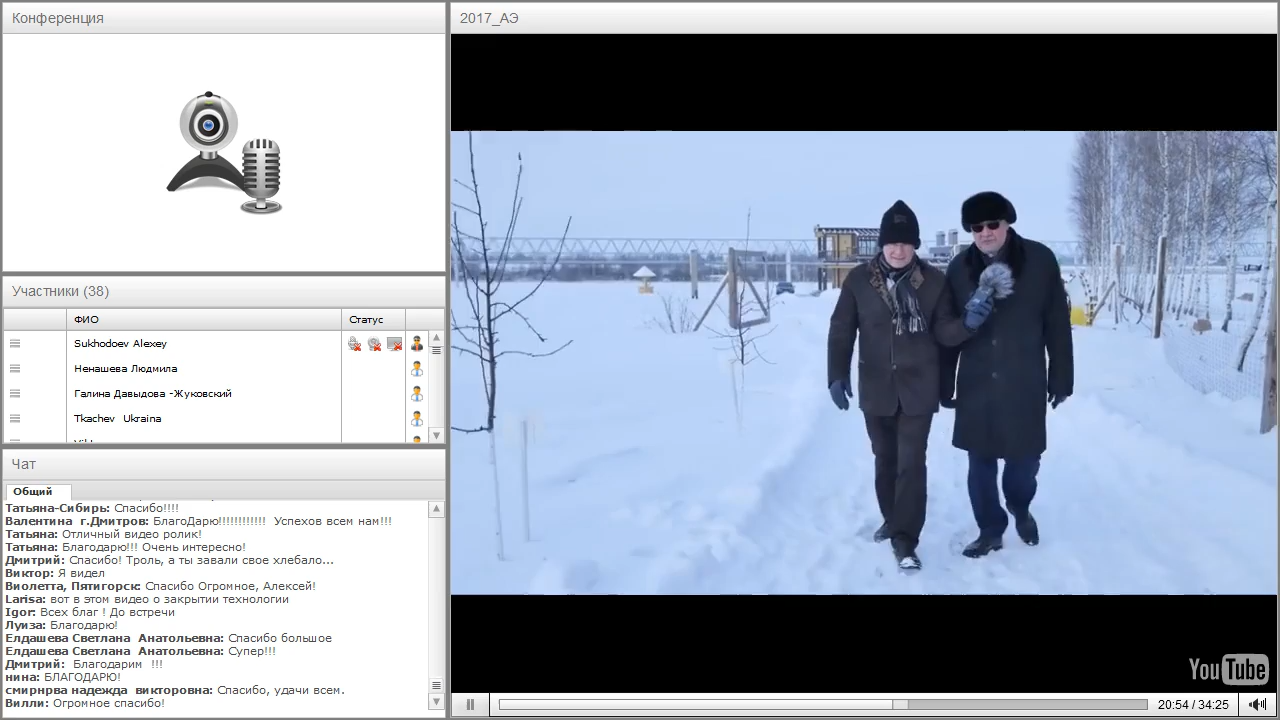 Конференция
2017_АЭ
Участники (38)
ФИО Статус
Sukhodoev Alexey
Ненашева Людмила
Галина Давыдова -Жуковский
Tkachev Ukraina
Чат
Общий
Татьяна-Сибирь: Спасибо!!!!
Валентина г.Дмитров: БлагоДарю!!!!!!!!!!!! Успехов всем нам!!!
Татьяна: Отличный видео ролик!
Татьяна: Благодарю!!! Очень интересно!
Дмитрий: Спасибо! Троль, а ты завали свое хлебало...
Виктор: Я видел
Виолетта, Пятигорск: Спасибо Огромное, Алексей!
Larisa: вот в этом видео о закрытии технологии
Igor: Всех благ ! До встречи
Луиза: Благодарю!
Елдашева Светлана Анатольевна: Спасибо большое
Елдашева Светлана Анатольевна: Супер!!!
Дмитрий: Благодарим !!!
нина: БЛАГОДАРЮ!
смирнрва надежда викторовна: Спасибо, удачи всем.
Вилли: Огромное спасибо!
YouTube
20:54 / 34:25